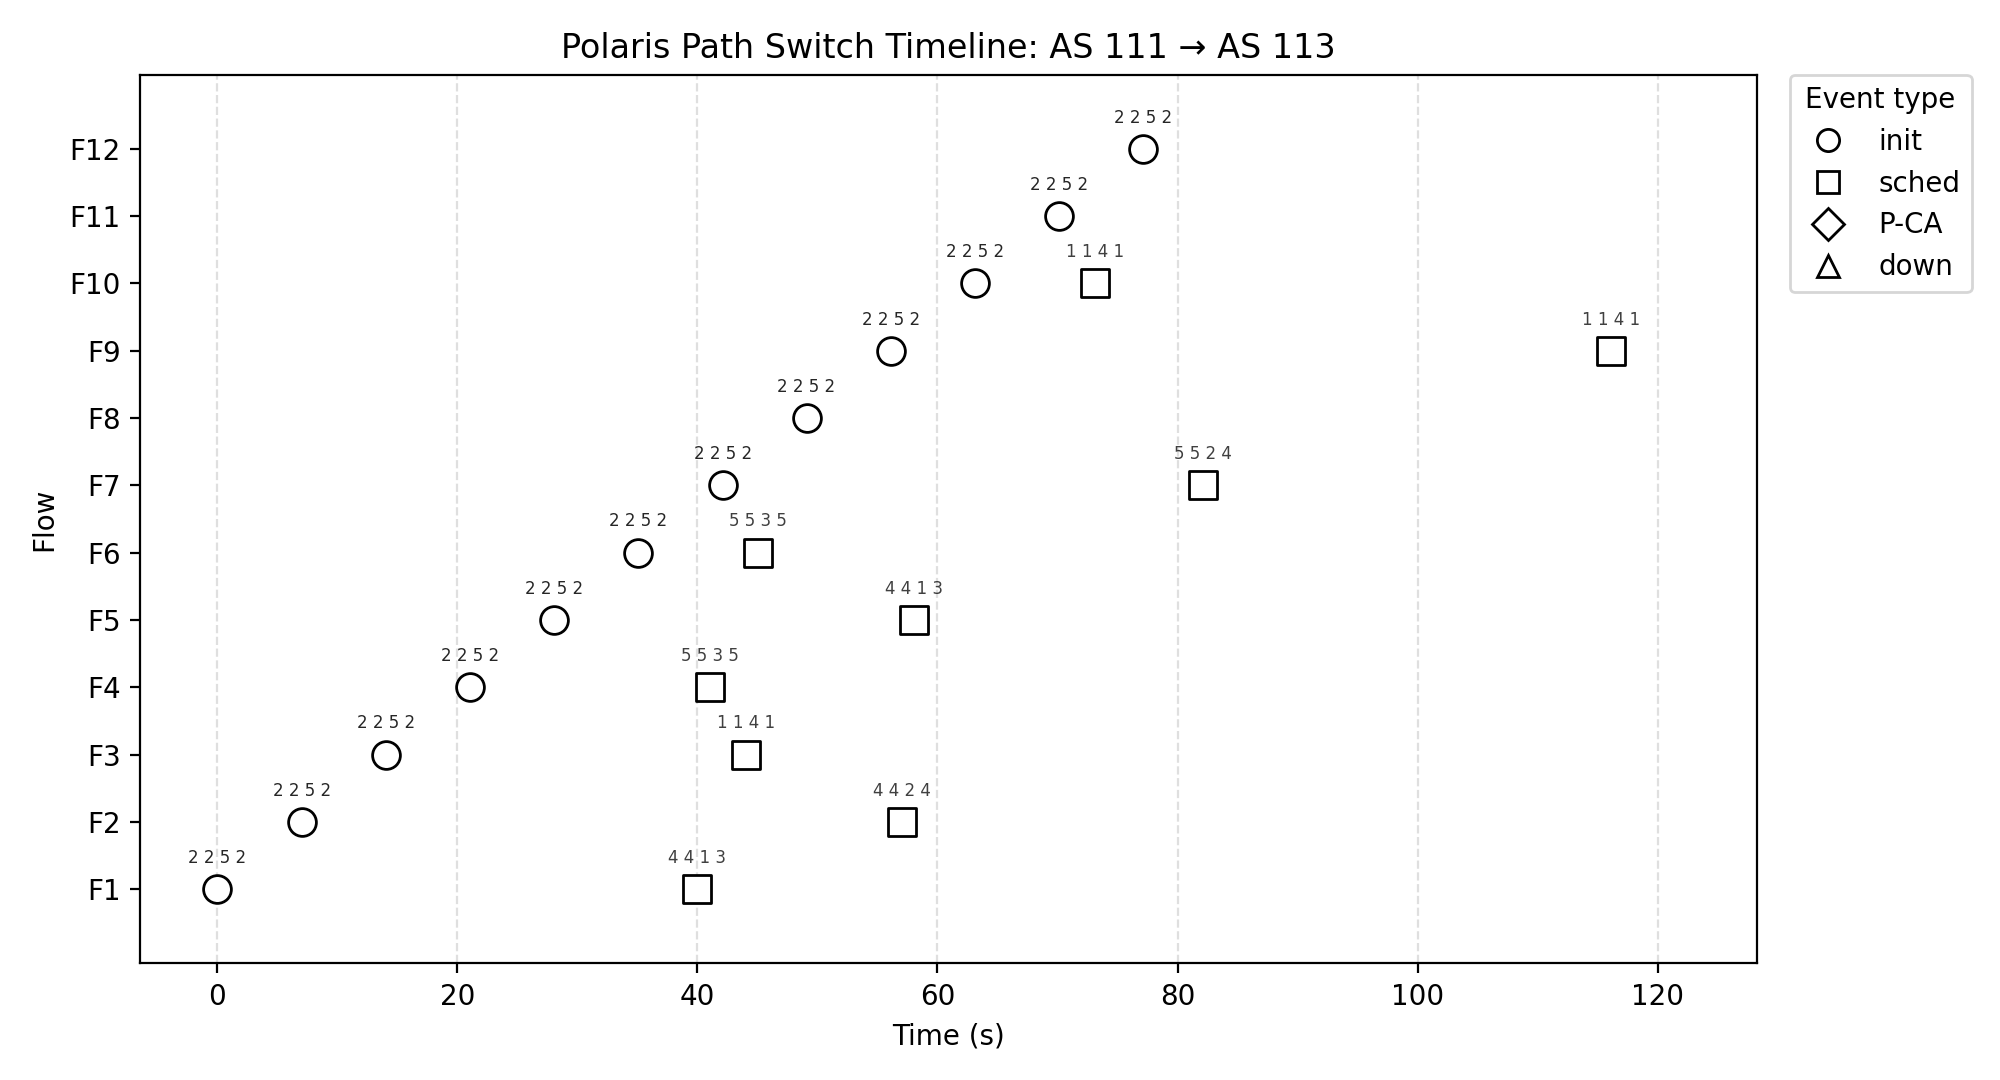 Polaris Path Switch Timeline: AS 111 → AS 113
Event type
init
sched
P-CA
down
Flow
F12
2 2 5 2
F11
2 2 5 2
F10
2 2 5 2
1 1 4 1
F9
2 2 5 2
1 1 4 1
F8
2 2 5 2
F7
2 2 5 2
5 5 2 4
F6
2 2 5 2
5 5 3 5
F5
2 2 5 2
4 4 1 3
F4
2 2 5 2
5 5 3 5
F3
2 2 5 2
1 1 4 1
F2
2 2 5 2
4 4 2 4
F1
2 2 5 2
4 4 1 3
0 20 40 60 80 100 120
Time (s)